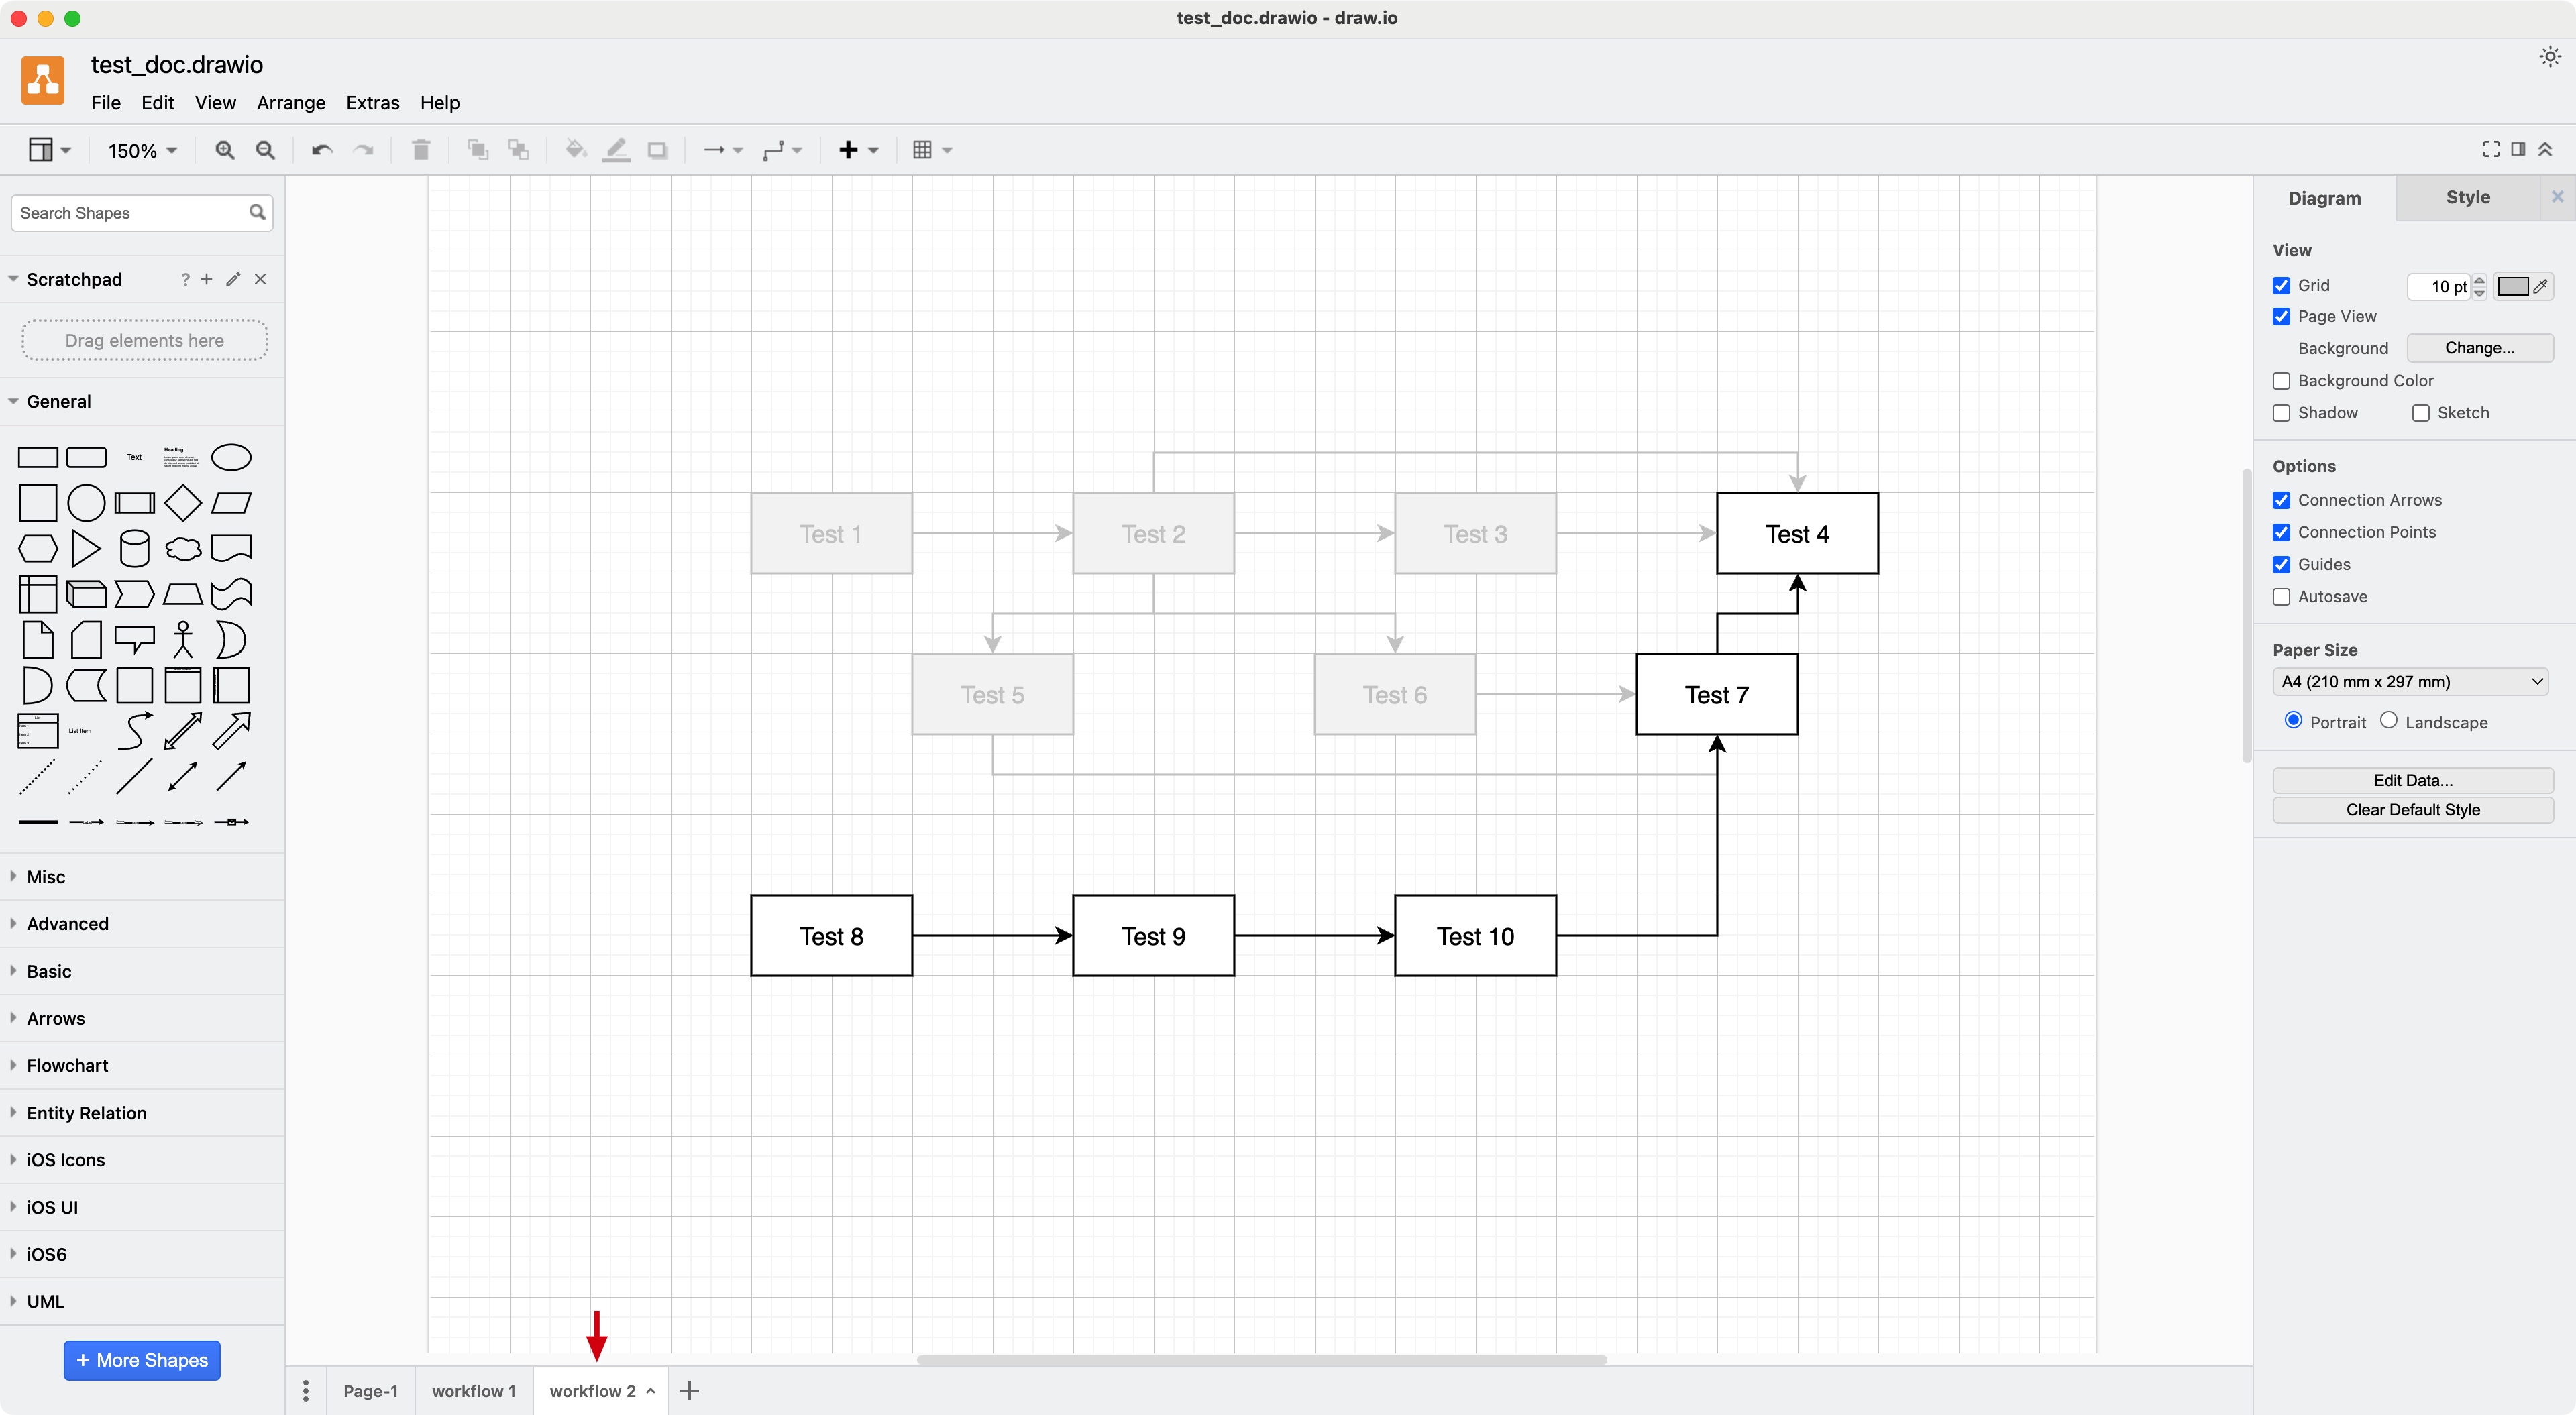 test_doc.drawio - draw.io
test_doc.drawio
File Edit View Arrange Extras Help
150%
Search Shapes
Scratchpad ?
Drag elements here
General
Text
Heading
List
List Item
Misc
Advanced
Basic
Arrows
Flowchart
Entity Relation
iOS Icons
iOS UI
iOS6
UML
+ More Shapes
Test 1
Test 2
Test 3
Test 4
Test 5
Test 6
Test 7
Test 8
Test 9
Test 10
Page-1
workflow 1
workflow 2
Diagram
Style
View
Grid
10 pt
Page View
Background
Change...
Background Color
Shadow
Sketch
Options
Connection Arrows
Connection Points
Guides
Autosave
Paper Size
A4 (210 mm x 297 mm)
Portrait
Landscape
Edit Data...
Clear Default Style